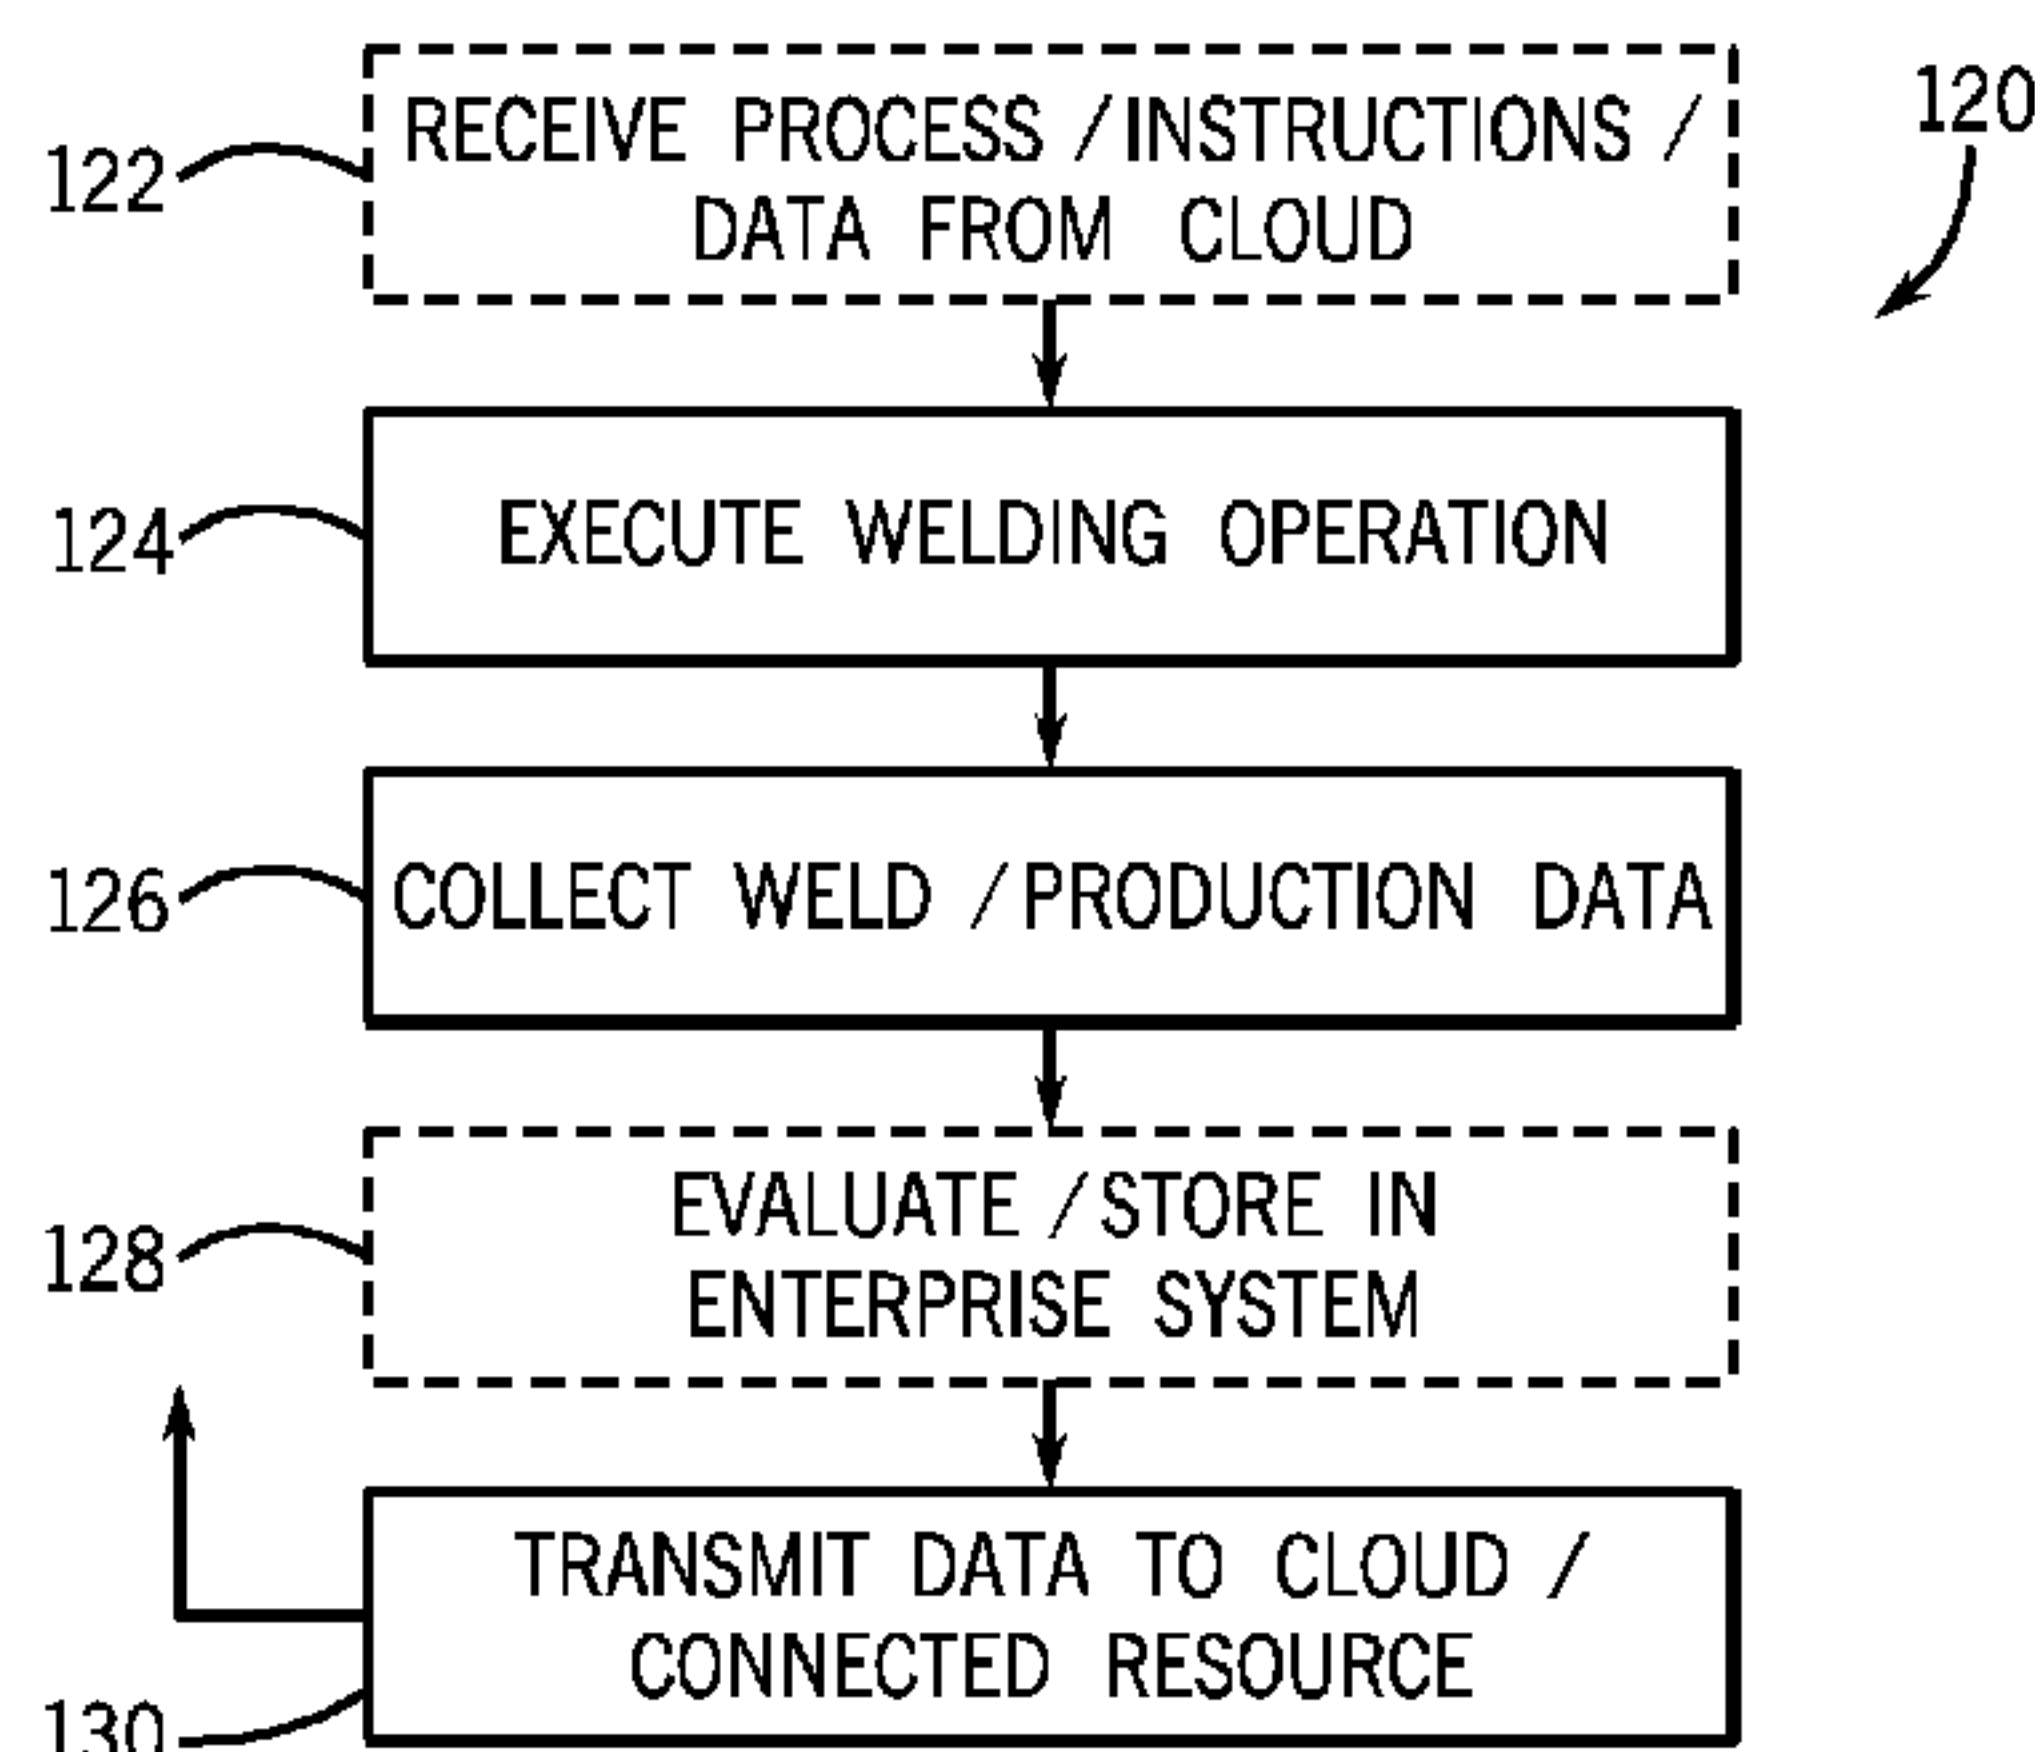 120
122
RECEIVE PROCESS / INSTRUCTIONS /
DATA FROM CLOUD
124
EXECUTE WELDING OPERATION
126
COLLECT WELD / PRODUCTION DATA
128
EVALUATE / STORE IN
ENTERPRISE SYSTEM
TRANSMIT DATA TO CLOUD /
CONNECTED RESOURCE
130